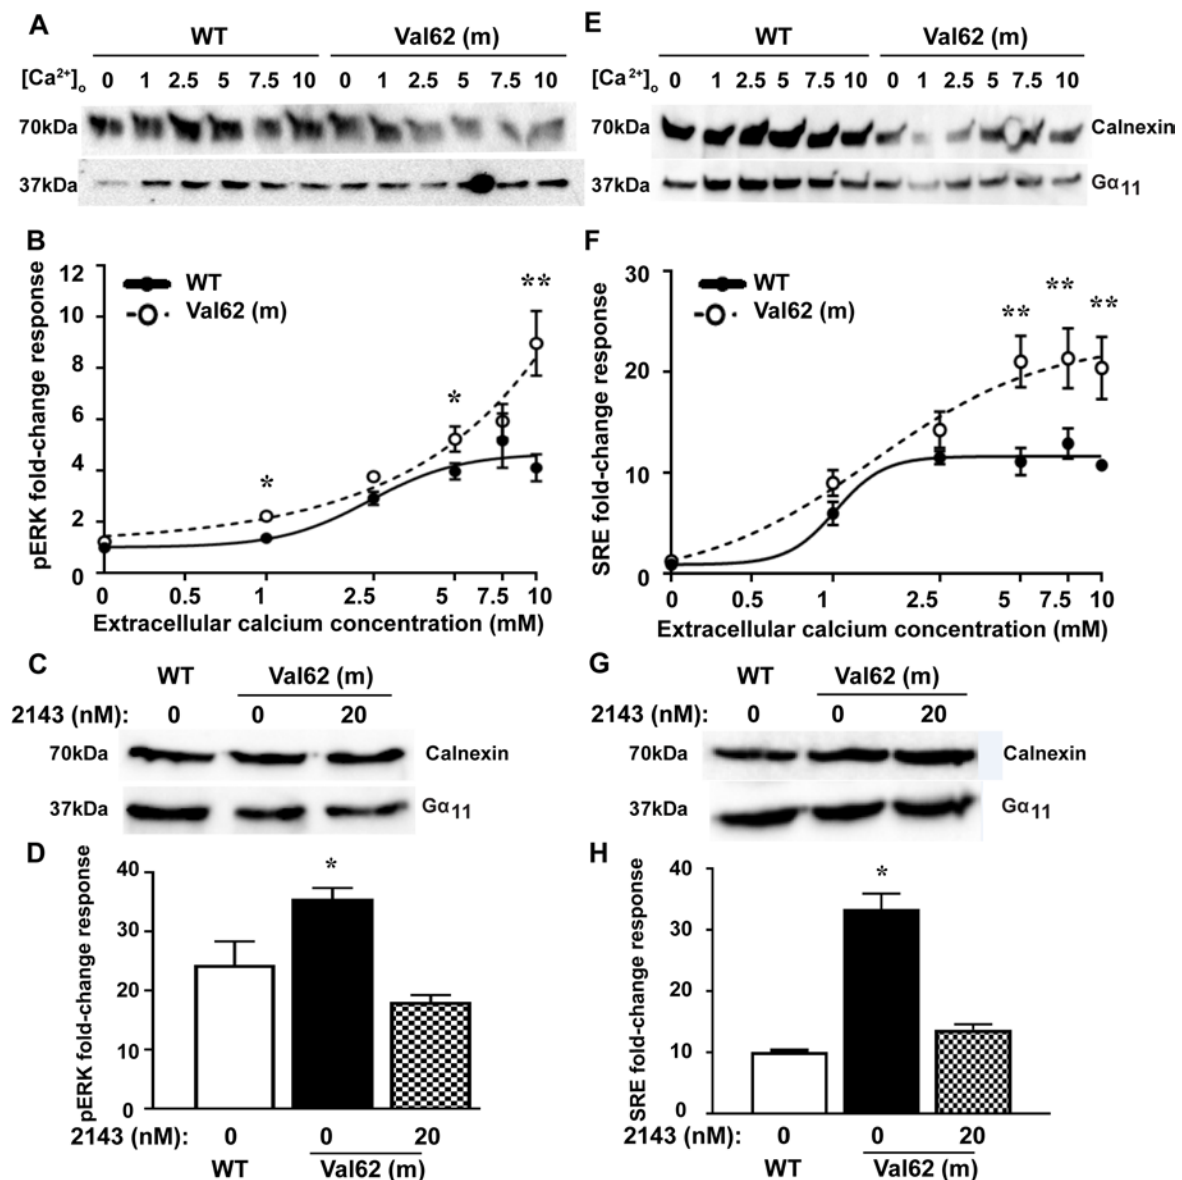 A
WT Val62 (m)
[Ca²⁺]ₒ 0 1 2.5 5 7.5 10 0 1 2.5 5 7.5 10
70kDa
37kDa
E
WT Val62 (m)
[Ca²⁺]ₒ 0 1 2.5 5 7.5 10 0 1 2.5 5 7.5 10
70kDa Calnexin
37kDa Gα11
B
pERK fold-change response
12
10
8
6
4
2
0
WT
Val62 (m)
*
*
**
0 0.5 1 2.5 5 7.5 10
Extracellular calcium concentration (mM)
F
SRE fold-change response
30
20
10
0
WT
Val62 (m)
**
**
**
0 0.5 1 2.5 5 7.5 10
Extracellular calcium concentration (mM)
C
WT Val62 (m)
2143 (nM): 0 0 20
70kDa Calnexin
37kDa Gα11
G
WT Val62 (m)
2143 (nM): 0 0 20
70kDa Calnexin
37kDa Gα11
D
pERK fold-change response
40
30
20
10
0
*
2143 (nM): 0 0 20
WT Val62 (m)
H
SRE fold-change response
40
30
20
10
0
*
2143 (nM): 0 0 20
WT Val62 (m)